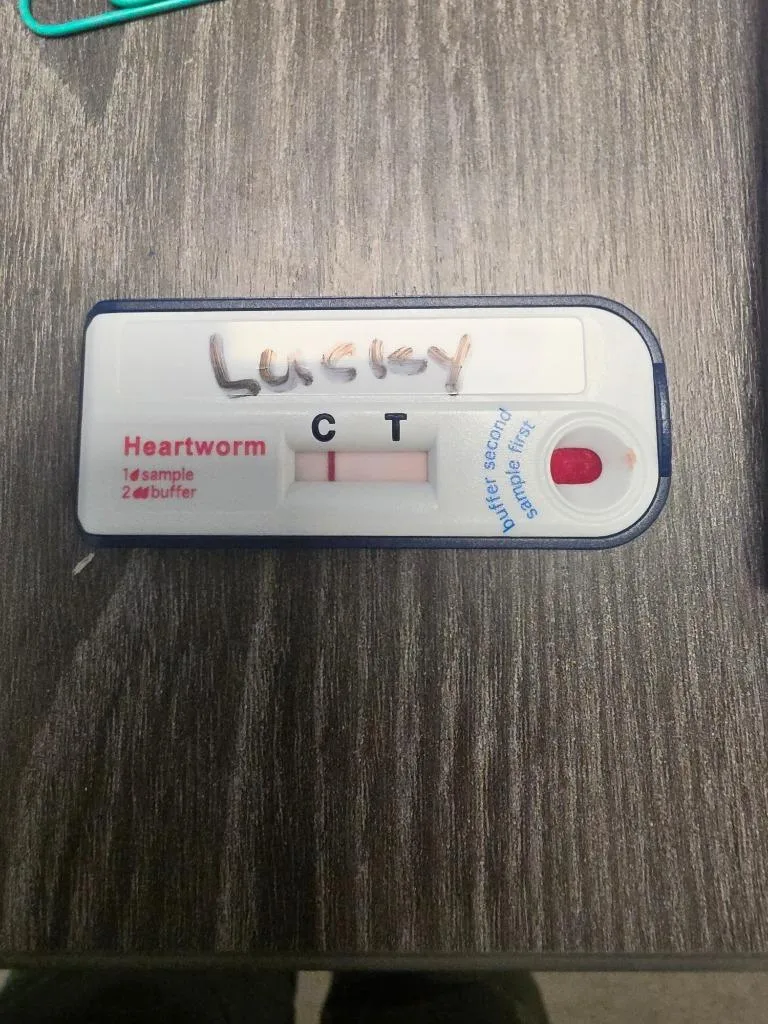 Lucky
C T
Heartworm
1 sample
2 buffer
buffer second
sample first